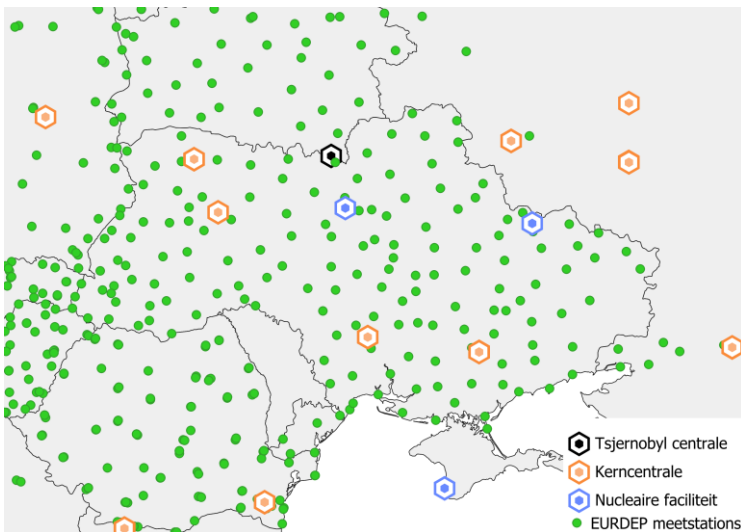 Tsjernobyl centrale
Kerncentrale
Nucleaire faciliteit
EURDEP meetstations